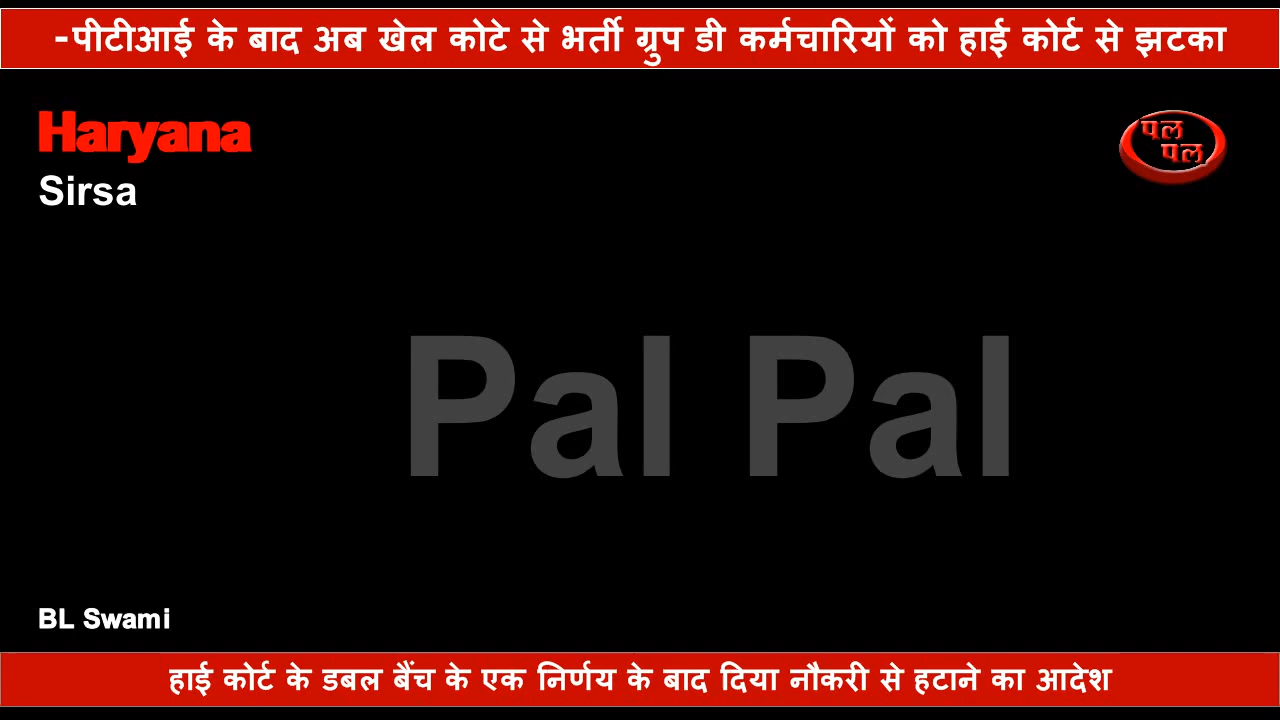 -पीटीआई के बाद अब खेल कोटे से भर्ती ग्रुप डी कर्मचारियों को हाई कोर्ट से झटका
Haryana
पल
पल
Sirsa
Pal Pal
BL Swami
हाई कोर्ट के डबल बैंच के एक निर्णय के बाद दिया नौकरी से हटाने का आदेश